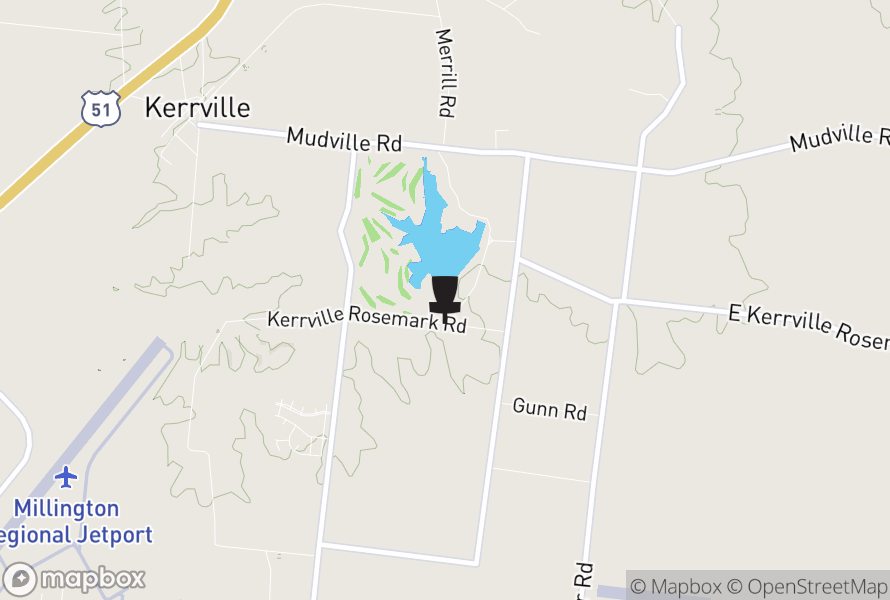 Merrill Rd
51
Kerrville
Mudville Rd
Mudville R
Kerrville Rosemark Rd
E Kerrville Rosem
Gunn Rd
Millington
egional Jetport
r Rd
mapbox
© Mapbox © OpenStreetMap